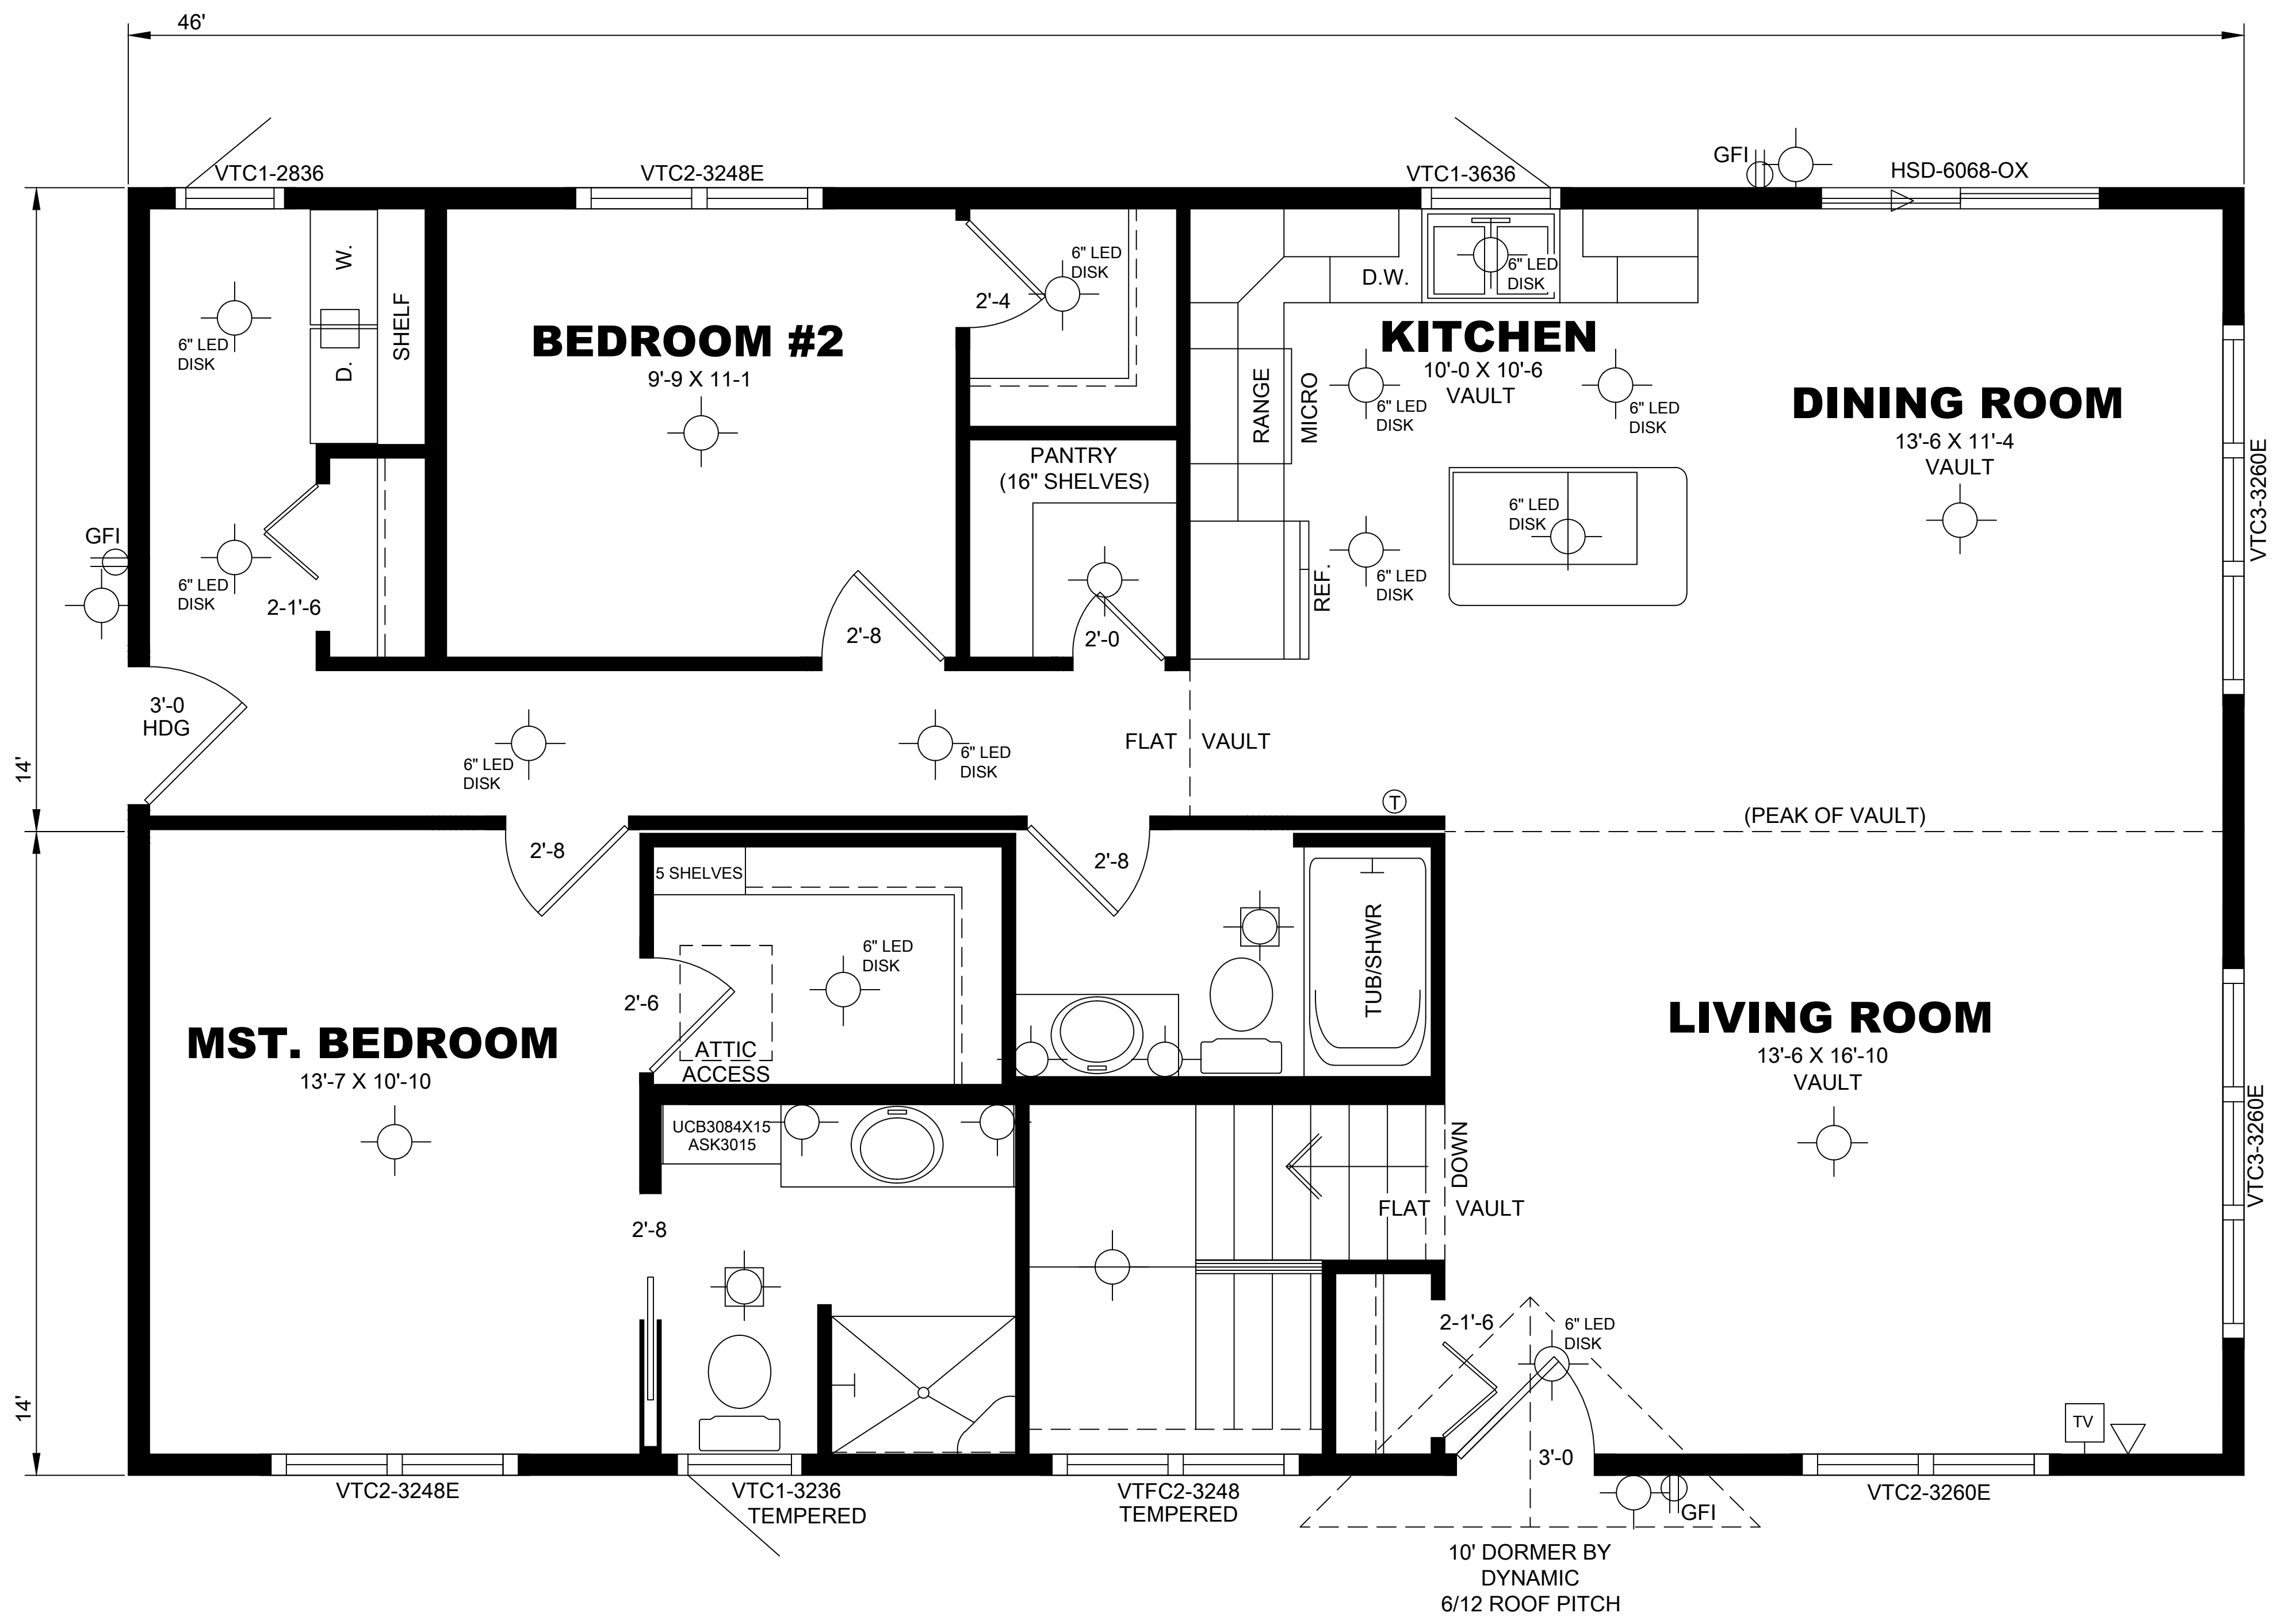 46'
VTC1-2836
VTC2-3248E
VTC1-3636
GFI
HSD-6068-OX
W.
D.
SHELF
6" LED
DISK
BEDROOM #2
9'-9 X 11-1
2'-4
6" LED
DISK
D.W.
6" LED
DISK
KITCHEN
10'-0 X 10'-6
VAULT
RANGE
MICRO
6" LED
DISK
6" LED
DISK
DINING ROOM
13'-6 X 11'-4
VAULT
VTC3-3260E
PANTRY
(16" SHELVES)
6" LED
DISK
GFI
6" LED
DISK
2-1'-6
REF.
6" LED
DISK
2'-8
2'-0
3'-0
HDG
14'
6" LED
DISK
6" LED
DISK
FLAT
VAULT
T
(PEAK OF VAULT)
2'-8
5 SHELVES
2'-8
6" LED
DISK
2'-6
TUB/SHWR
MST. BEDROOM
13'-7 X 10'-10
ATTIC
ACCESS
LIVING ROOM
13'-6 X 16'-10
VAULT
VTC3-3260E
UCB3084X15
ASK3015
DOWN
2'-8
FLAT
VAULT
2-1'-6
6" LED
DISK
14'
TV
3'-0
VTC2-3248E
VTC1-3236
TEMPERED
VTFC2-3248
TEMPERED
GFI
VTC2-3260E
10' DORMER BY
DYNAMIC
6/12 ROOF PITCH